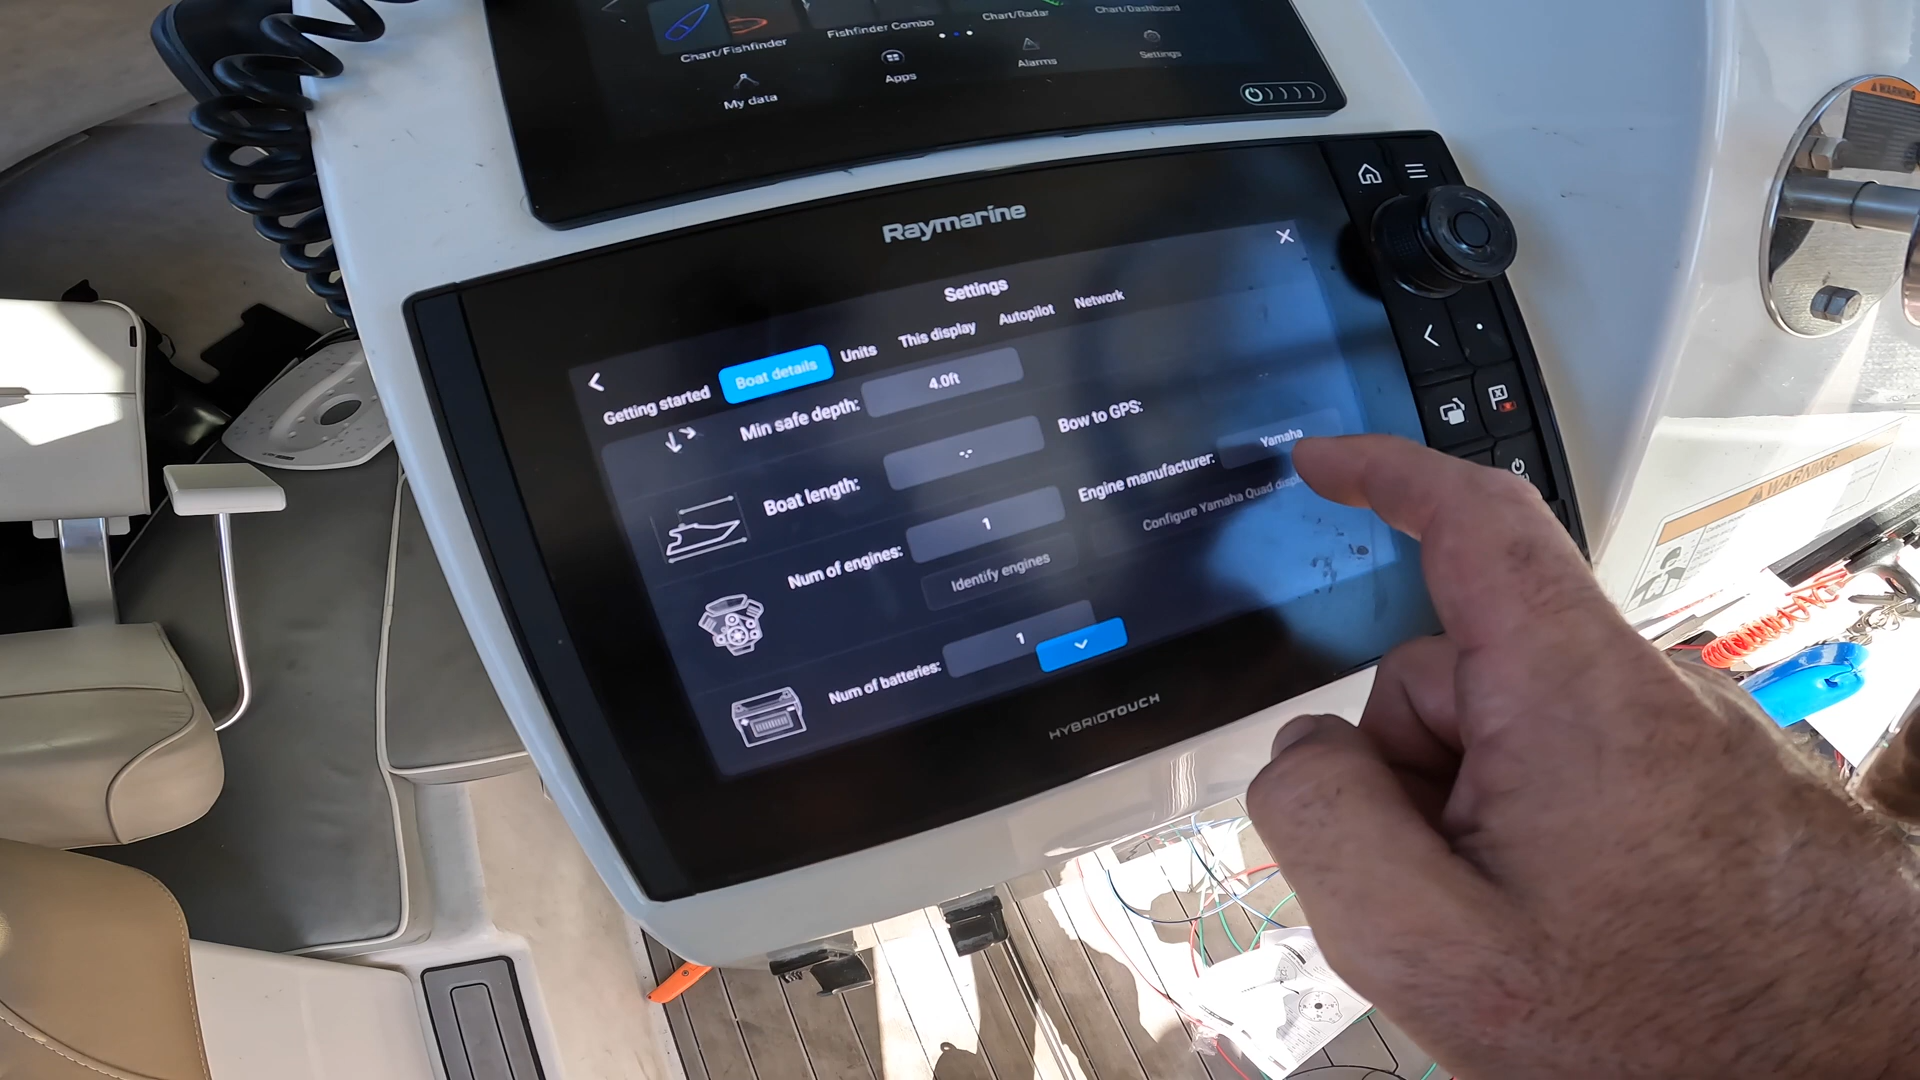 Chart/Fishfinder
Fishfinder Combo
Chart/Radar
Chart/Dashboard
My data
Apps
Alarms
Settings
WARNING
Raymarine
Settings
Getting started
Boat details
Units
This display
Autopilot
Network
Min safe depth:
4.0ft
Boat length:
Bow to GPS:
Num of engines:
1
Engine manufacturer:
Yamaha
Identify engines
Configure Yamaha Quad
Num of batteries:
1
HYBRIDTOUCH
WARNING